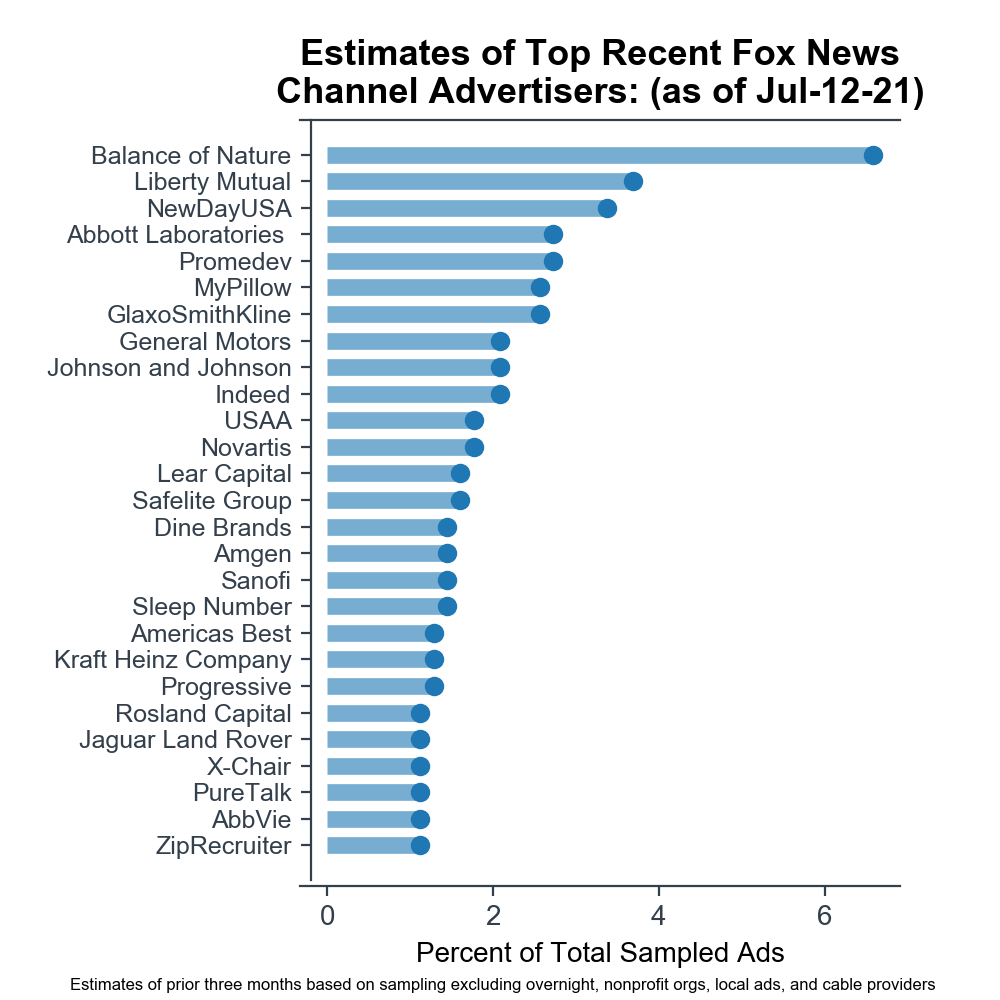 Estimates of Top Recent Fox News
Channel Advertisers: (as of Jul-12-21)
Balance of Nature
Liberty Mutual
NewDayUSA
Abbott Laboratories
Promedev
MyPillow
GlaxoSmithKline
General Motors
Johnson and Johnson
Indeed
USAA
Novartis
Lear Capital
Safelite Group
Dine Brands
Amgen
Sanofi
Sleep Number
Americas Best
Kraft Heinz Company
Progressive
Rosland Capital
Jaguar Land Rover
X-Chair
PureTalk
AbbVie
ZipRecruiter
0 2 4 6
Percent of Total Sampled Ads
Estimates of prior three months based on sampling excluding overnight, nonprofit orgs, local ads, and cable providers